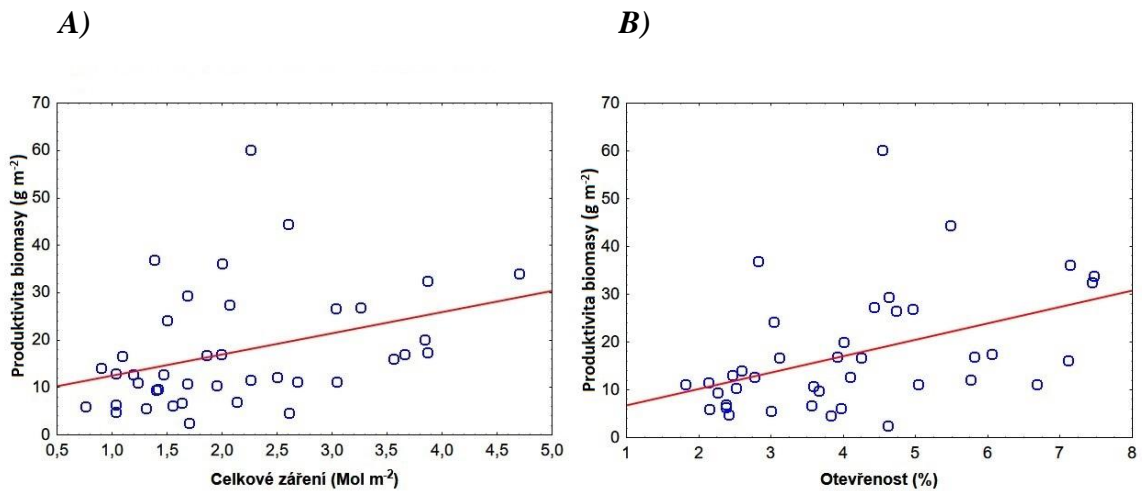 A)
B)
70
60
50
40
30
20
10
0
Produktivita biomasy (g m⁻²)
0,5 1,0 1,5 2,0 2,5 3,0 3,5 4,0 4,5 5,0
Celkové záření (Mol m⁻²)
70
60
50
40
30
20
10
0
Produktivita biomasy (g m⁻²)
1 2 3 4 5 6 7 8
Otevřenost (%)